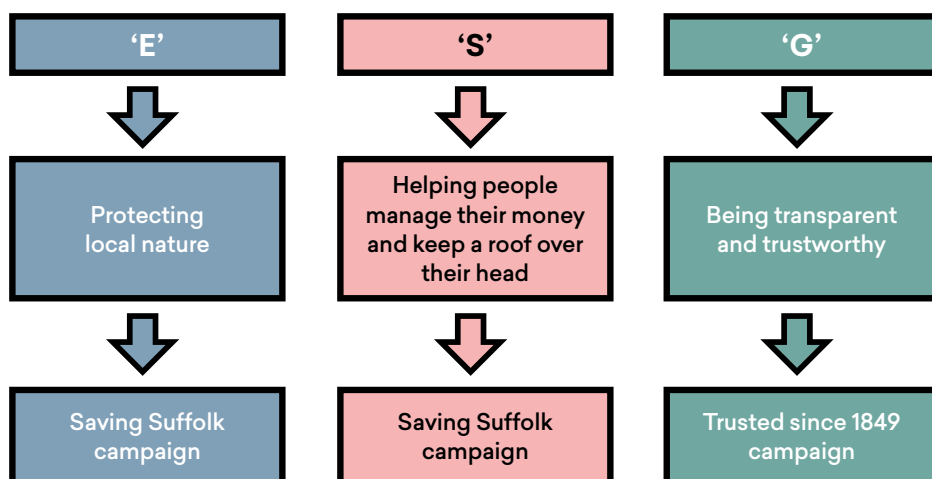 ‘E’
‘S’
‘G’
Protecting
local nature
Helping people
manage their money
and keep a roof over
their head
Being transparent
and trustworthy
Saving Suffolk
campaign
Saving Suffolk
campaign
Trusted since 1849
campaign